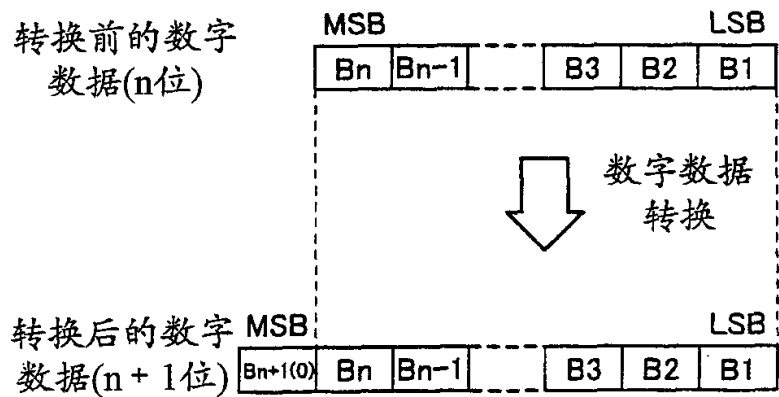 转换前的数字
数据(n位)
MSB LSB
Bn Bn-1 B3 B2 B1
数字数据
转换
转换后的数字
数据(n + 1位)
MSB LSB
Bn+1(0) Bn Bn-1 B3 B2 B1